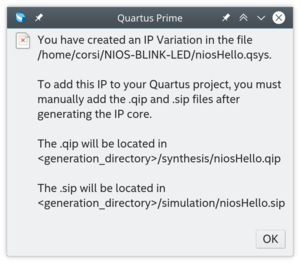 Quartus Prime
You have created an IP Variation in the file
/home/corsi/NIOS-BLINK-LED/niosHello.qsys.
To add this IP to your Quartus project, you must
manually add the .qip and .sip files after
generating the IP core.
The .qip will be located in
<generation_directory>/synthesis/niosHello.qip
The .sip will be located in
<generation_directory>/simulation/niosHello.sip
OK